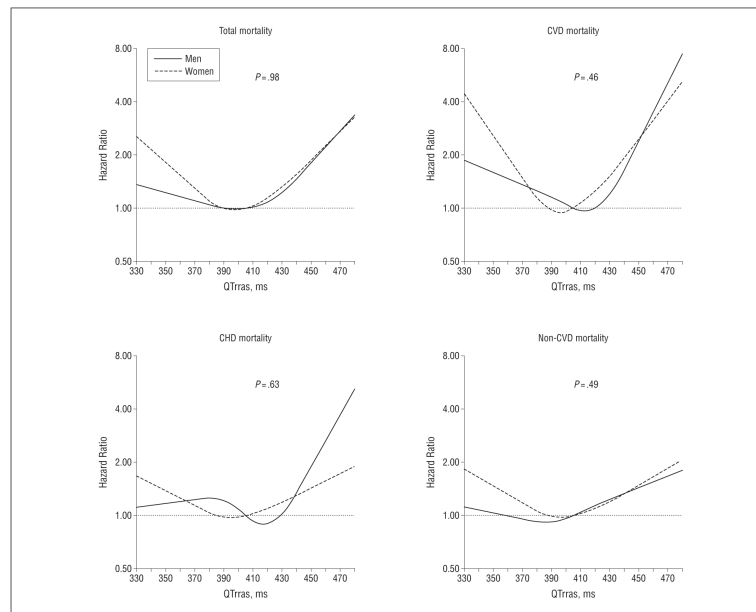 Total mortality
8.00
4.00
2.00
1.00
0.50
Hazard Ratio
Men
Women
P = .98
330 350 370 390 410 430 450 470
QTrras, ms
CVD mortality
8.00
4.00
2.00
1.00
0.50
Hazard Ratio
P = .46
330 350 370 390 410 430 450 470
QTrras, ms
CHD mortality
8.00
4.00
2.00
1.00
0.50
Hazard Ratio
P = .63
330 350 370 390 410 430 450 470
QTrras, ms
Non-CVD mortality
8.00
4.00
2.00
1.00
0.50
Hazard Ratio
P = .49
330 350 370 390 410 430 450 470
QTrras, ms